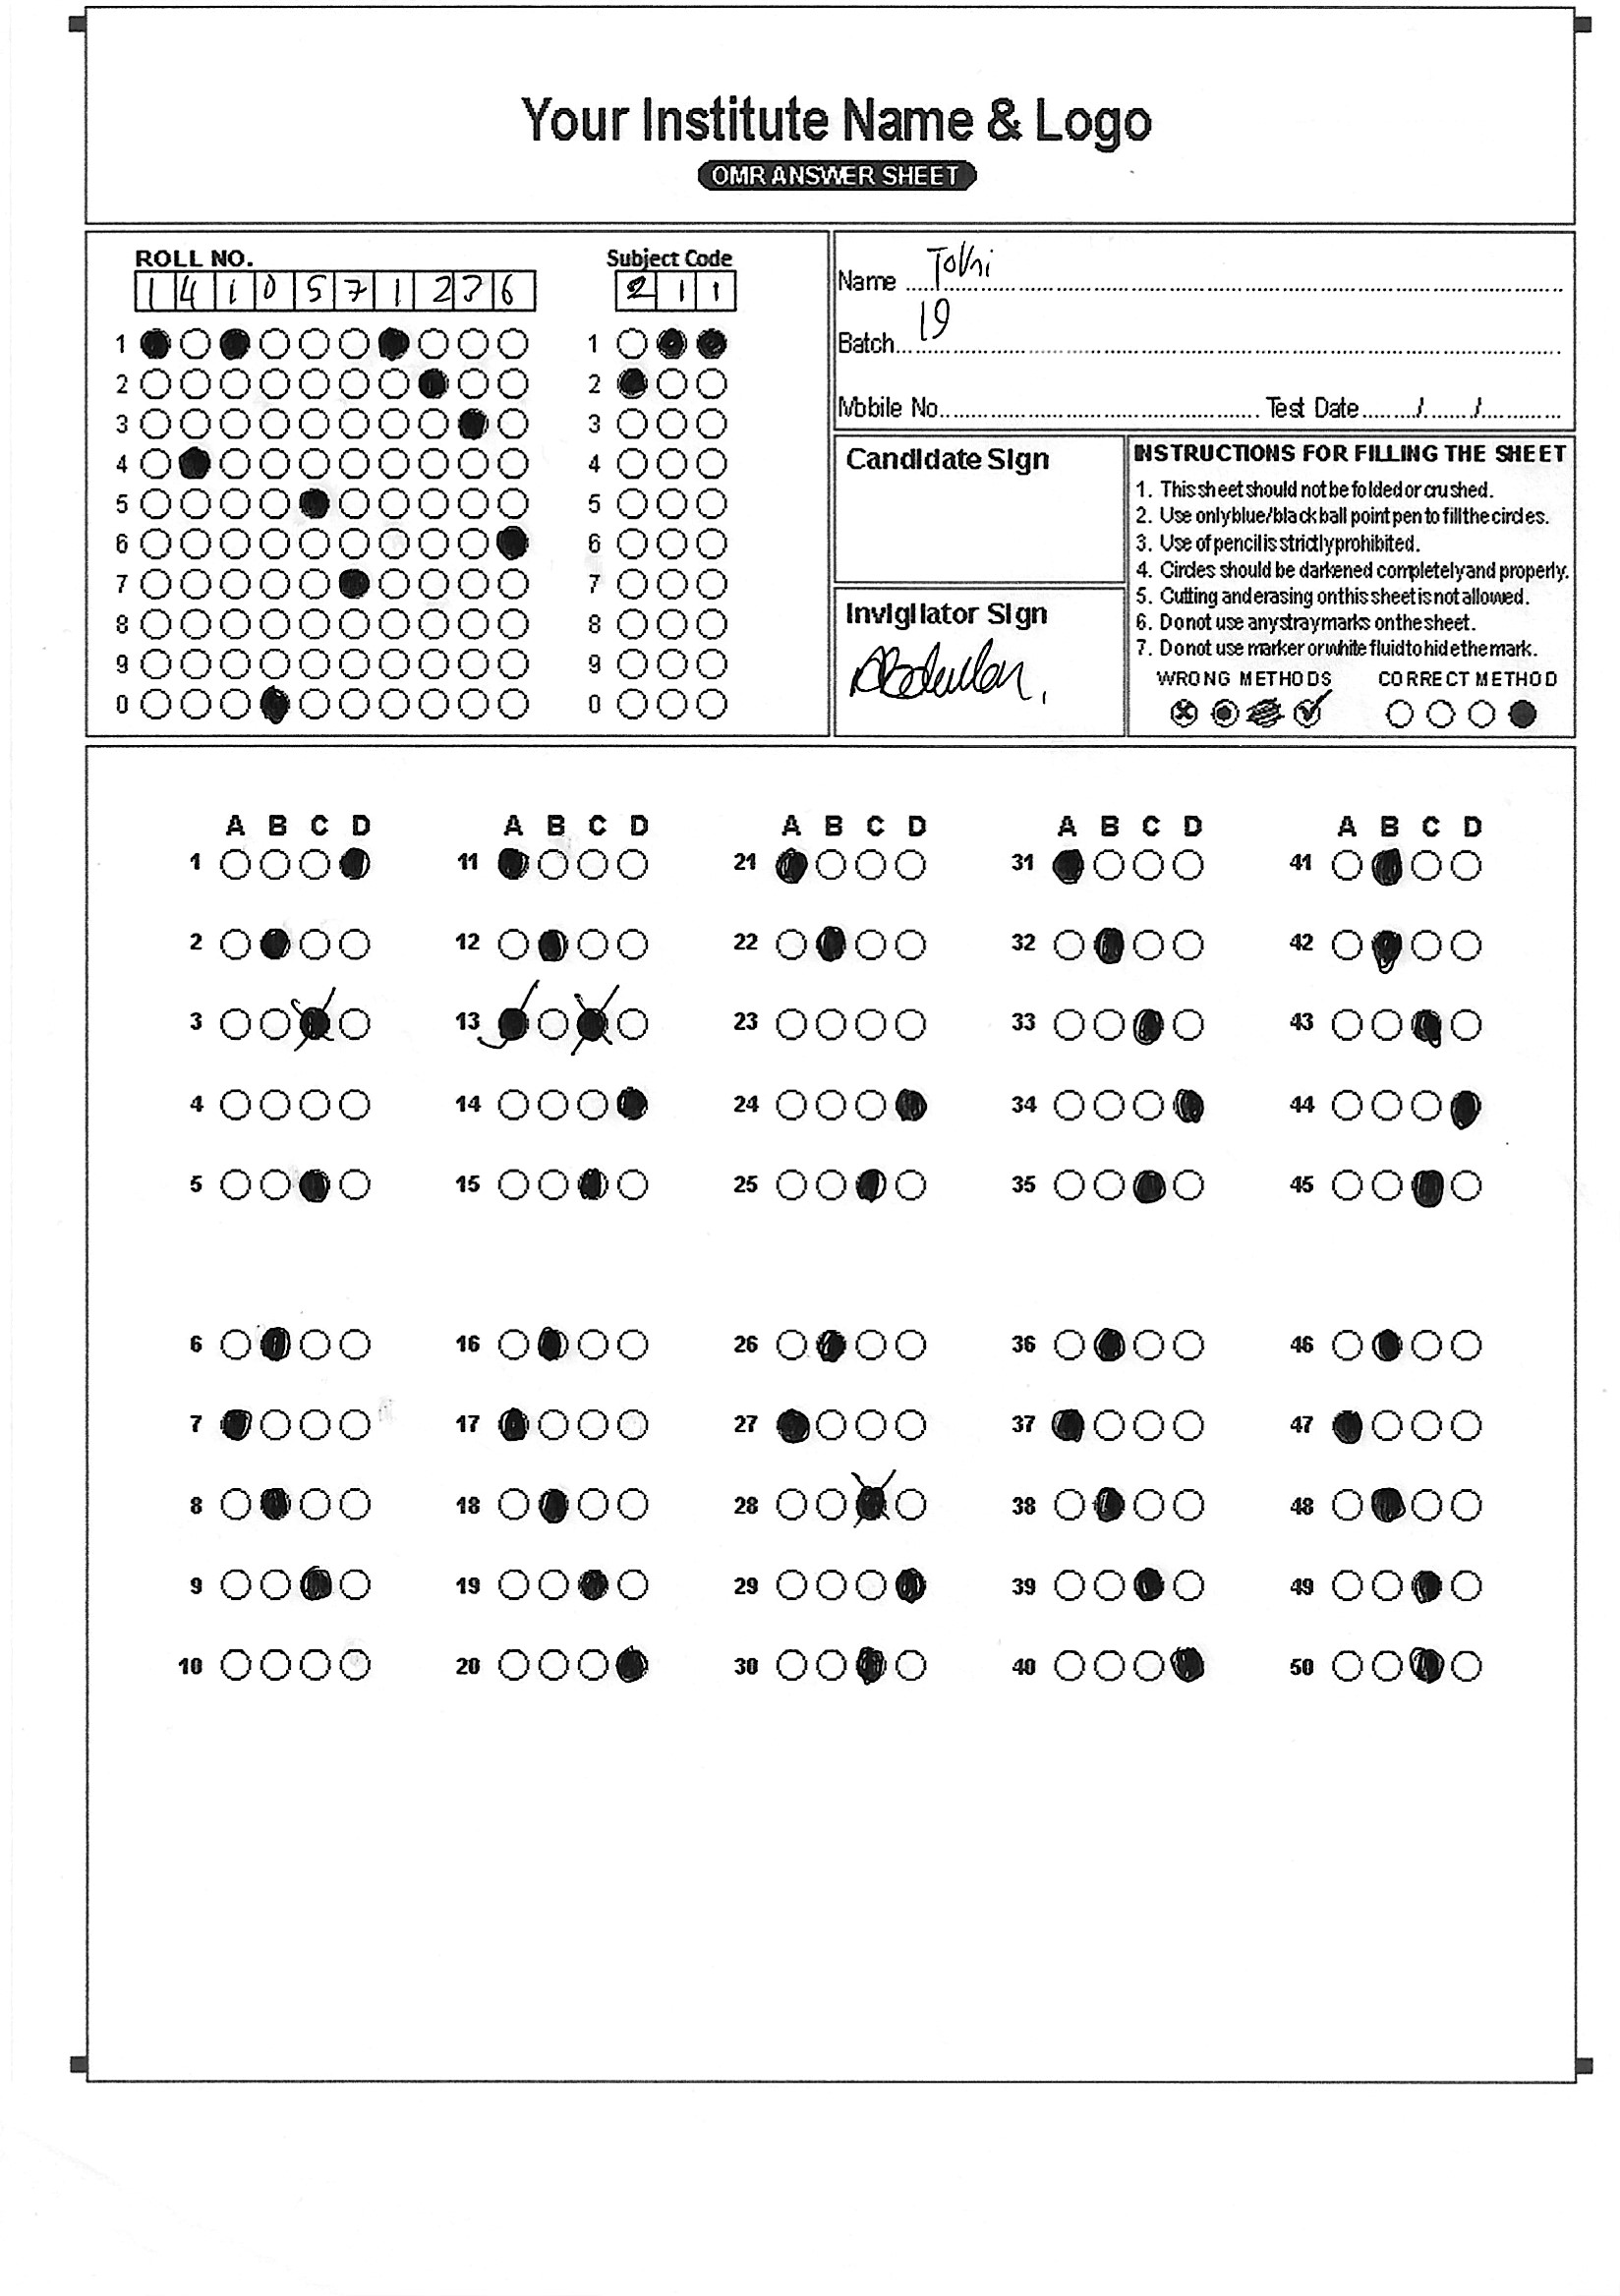 Your Institute Name & Logo
OMR ANSWER SHEET
ROLL NO.
1 4 1 0 5 7 1 2 3 6
1
2
3
4
5
6
7
8
9
0
Subject Code
2 1 1
1
2
3
4
5
6
7
8
9
0
Name
19
Batch
Mobile No. Test Date / /
Candidate Sign
Invigilator Sign
INSTRUCTIONS FOR FILLING THE SHEET
1. This sheet should not be folded or crushed.
2. Use only blue/black ball point pen to fill the circles.
3. Use of pencil is strictly prohibited.
4. Circles should be darkened completely and properly.
5. Cutting and erasing on this sheet is not allowed.
6. Do not use any stray marks on the sheet.
7. Do not use marker or white fluid to hide the mark.
WRONG METHODS CORRECT METHOD
A B C D
1
2
3
4
5
6
7
8
9
10
A B C D
11
12
13
14
15
16
17
18
19
20
A B C D
21
22
23
24
25
26
27
28
29
30
A B C D
31
32
33
34
35
36
37
38
39
40
A B C D
41
42
43
44
45
46
47
48
49
50